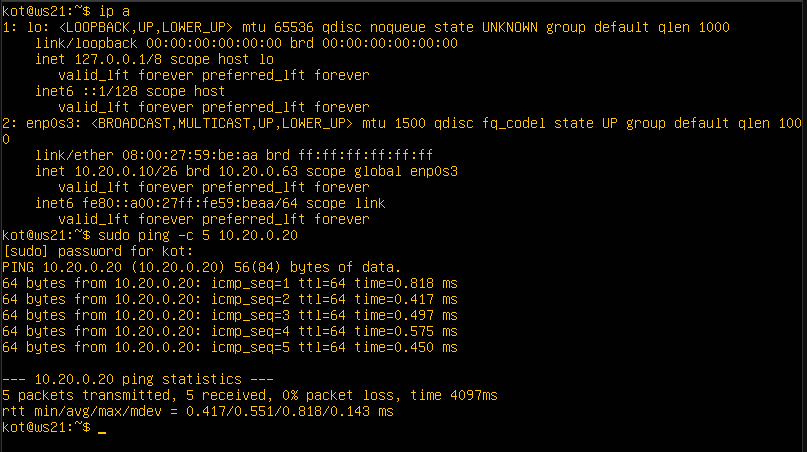 kot@ws21:~$ ip a
1: lo: <LOOPBACK,UP,LOWER_UP> mtu 65536 qdisc noqueue state UNKNOWN group default qlen 1000
    link/loopback 00:00:00:00:00:00 brd 00:00:00:00:00:00
    inet 127.0.0.1/8 scope host lo
       valid_lft forever preferred_lft forever
    inet6 ::1/128 scope host
       valid_lft forever preferred_lft forever
2: enp0s3: <BROADCAST,MULTICAST,UP,LOWER_UP> mtu 1500 qdisc fq_codel state UP group default qlen 100
0
    link/ether 08:00:27:59:be:aa brd ff:ff:ff:ff:ff:ff
    inet 10.20.0.10/26 brd 10.20.0.63 scope global enp0s3
       valid_lft forever preferred_lft forever
    inet6 fe80::a00:27ff:fe59:beaa/64 scope link
       valid_lft forever preferred_lft forever
kot@ws21:~$ sudo ping -c 5 10.20.0.20
[sudo] password for kot:
PING 10.20.0.20 (10.20.0.20) 56(84) bytes of data.
64 bytes from 10.20.0.20: icmp_seq=1 ttl=64 time=0.818 ms
64 bytes from 10.20.0.20: icmp_seq=2 ttl=64 time=0.417 ms
64 bytes from 10.20.0.20: icmp_seq=3 ttl=64 time=0.497 ms
64 bytes from 10.20.0.20: icmp_seq=4 ttl=64 time=0.575 ms
64 bytes from 10.20.0.20: icmp_seq=5 ttl=64 time=0.450 ms

--- 10.20.0.20 ping statistics ---
5 packets transmitted, 5 received, 0% packet loss, time 4097ms
rtt min/avg/max/mdev = 0.417/0.551/0.818/0.143 ms
kot@ws21:~$ _